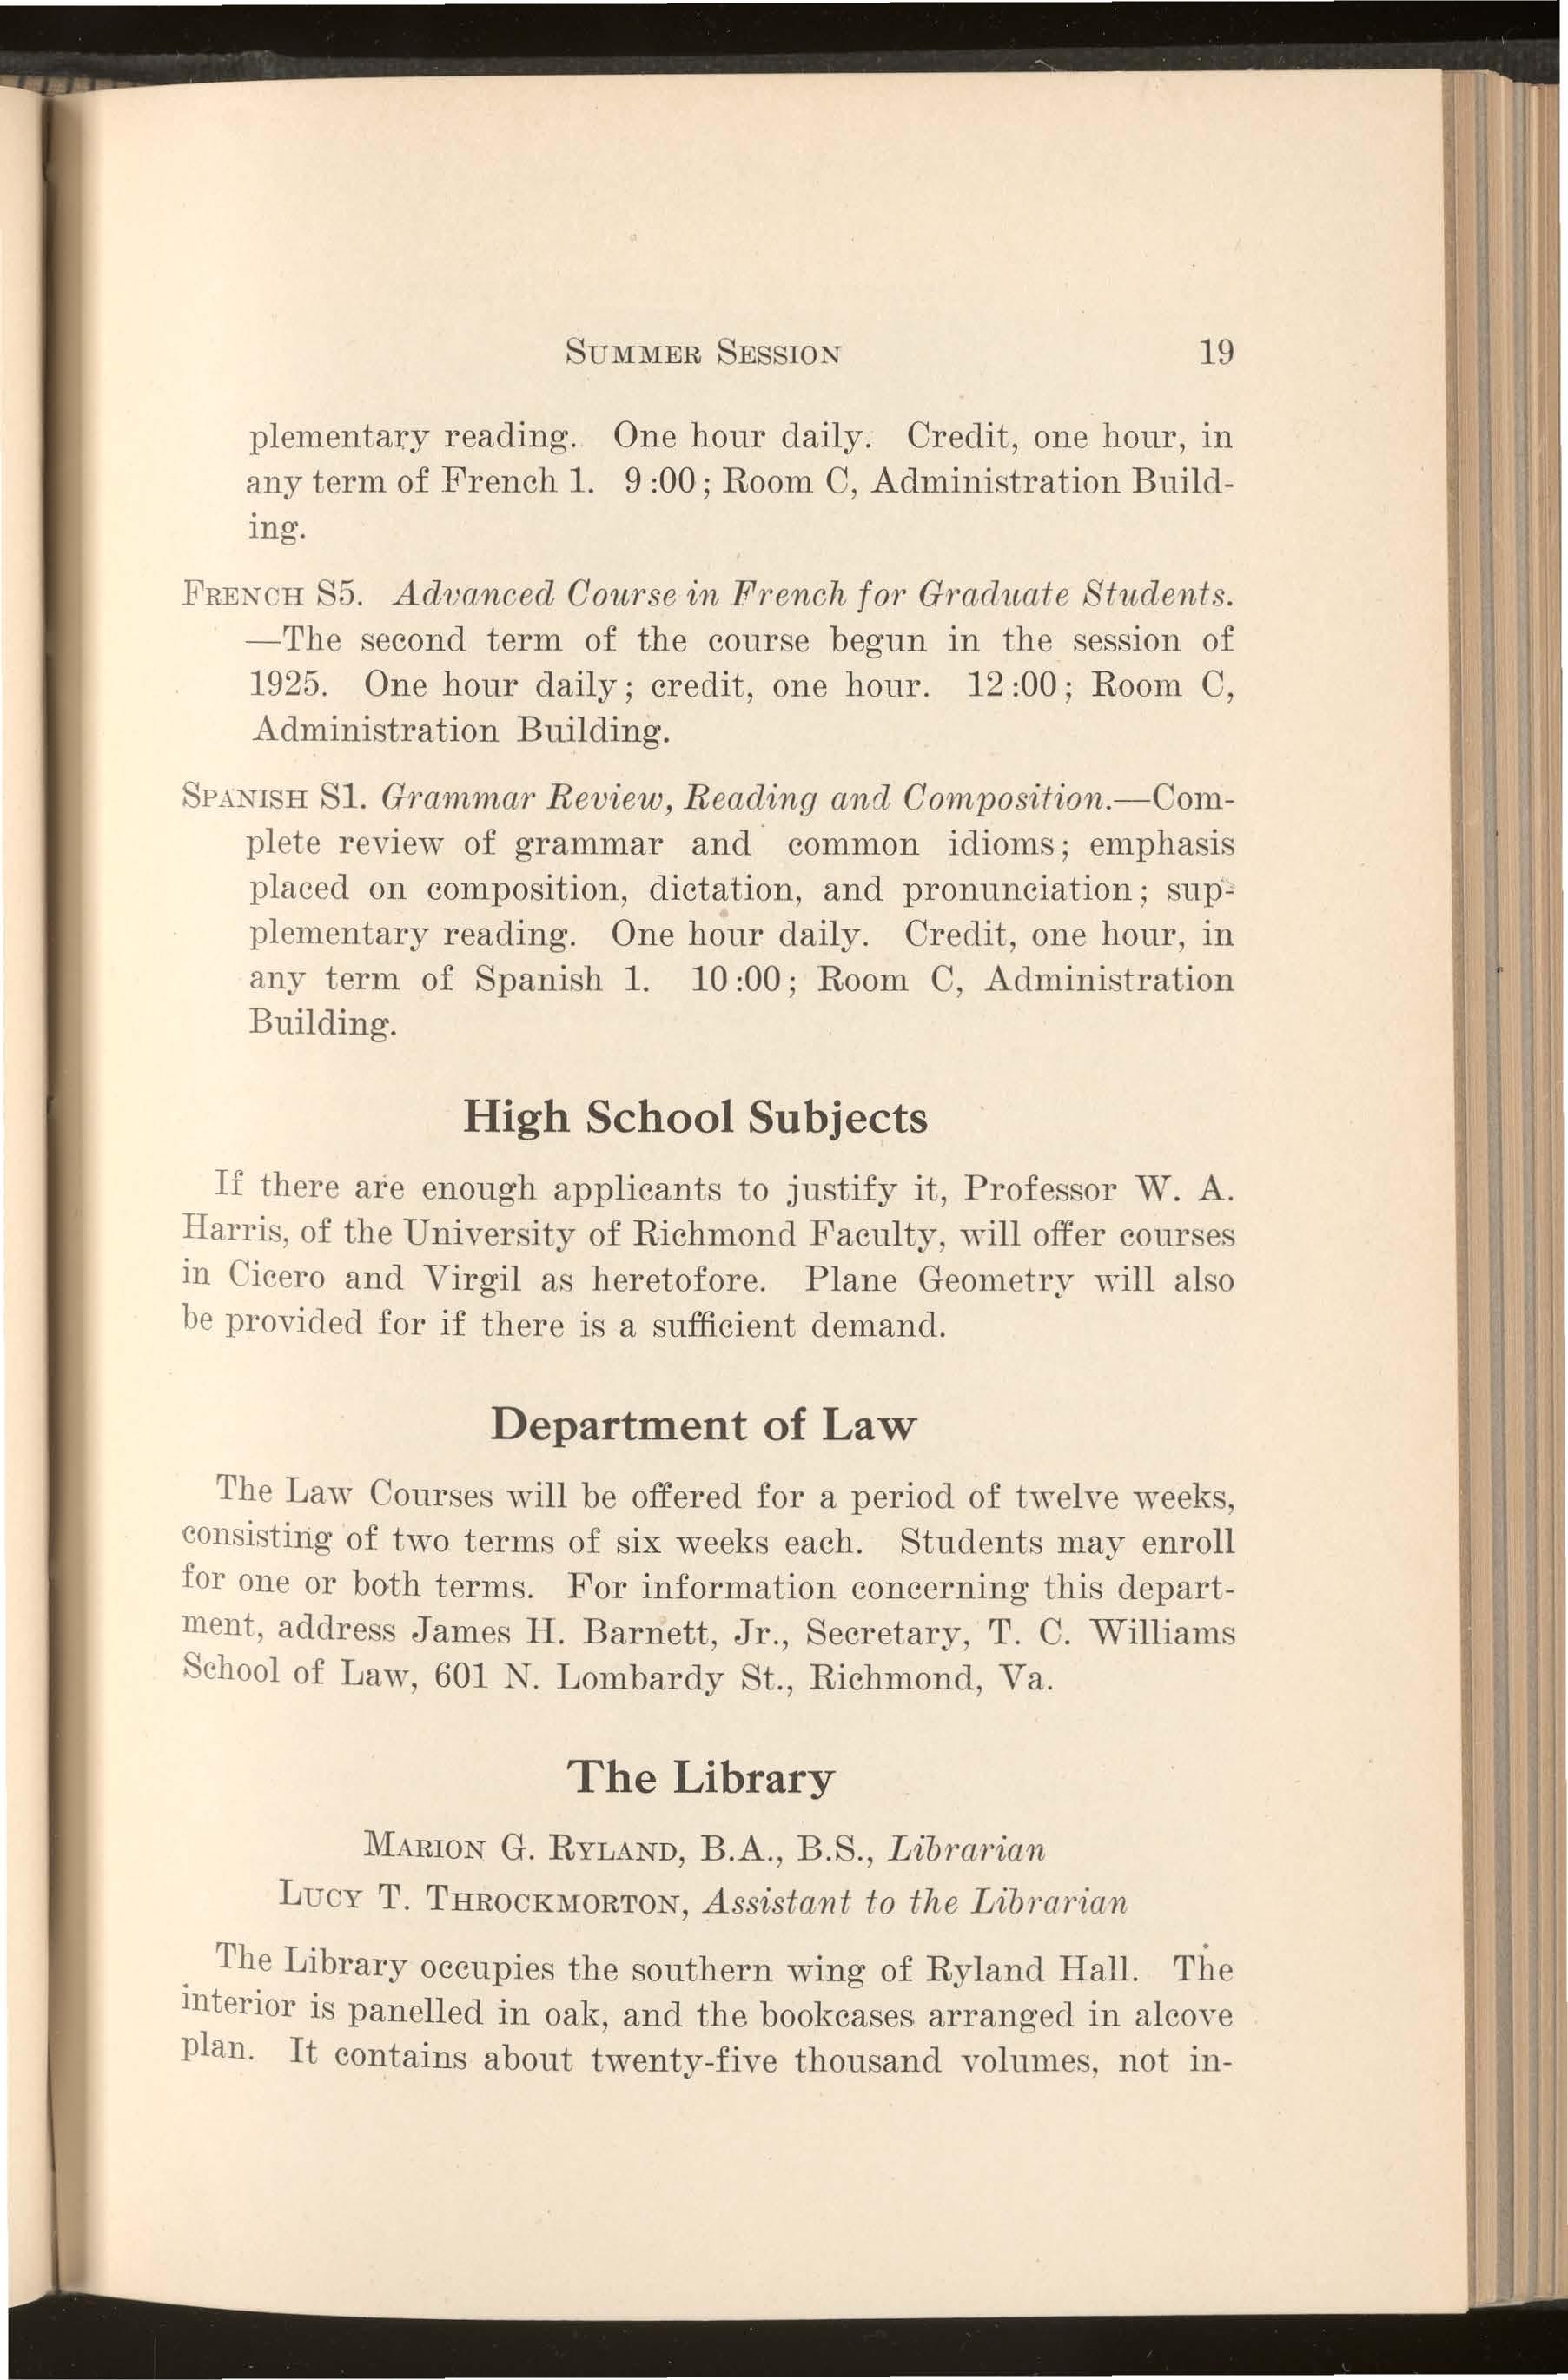 SUMMER SESSION 19
plementary reading. One hour daily. Credit, one hour, in
any term of French 1. 9:00; Room C, Administration Build-
ing.
FRENCH S5. Advanced Course in French for Graduate Students.
—The second term of the course begun in the session of
1925. One hour daily; credit, one hour. 12:00; Room C,
Administration Building.
SPANISH S1. Grammar Review, Reading and Composition.—Com-
plete review of grammar and common idioms; emphasis
placed on composition, dictation, and pronunciation; sup-
plementary reading. One hour daily. Credit, one hour, in
any term of Spanish 1. 10:00; Room C, Administration
Building.
High School Subjects
If there are enough applicants to justify it, Professor W. A.
Harris, of the University of Richmond Faculty, will offer courses
in Cicero and Virgil as heretofore. Plane Geometry will also
be provided for if there is a sufficient demand.
Department of Law
The Law Courses will be offered for a period of twelve weeks,
consisting of two terms of six weeks each. Students may enroll
for one or both terms. For information concerning this depart-
ment, address James H. Barnett, Jr., Secretary, T. C. Williams
School of Law, 601 N. Lombardy St., Richmond, Va.
The Library
MARION G. RYLAND, B.A., B.S., Librarian
LUCY T. THROCKMORTON, Assistant to the Librarian
The Library occupies the southern wing of Ryland Hall. The
interior is panelled in oak, and the bookcases arranged in alcove
plan. It contains about twenty-five thousand volumes, not in-